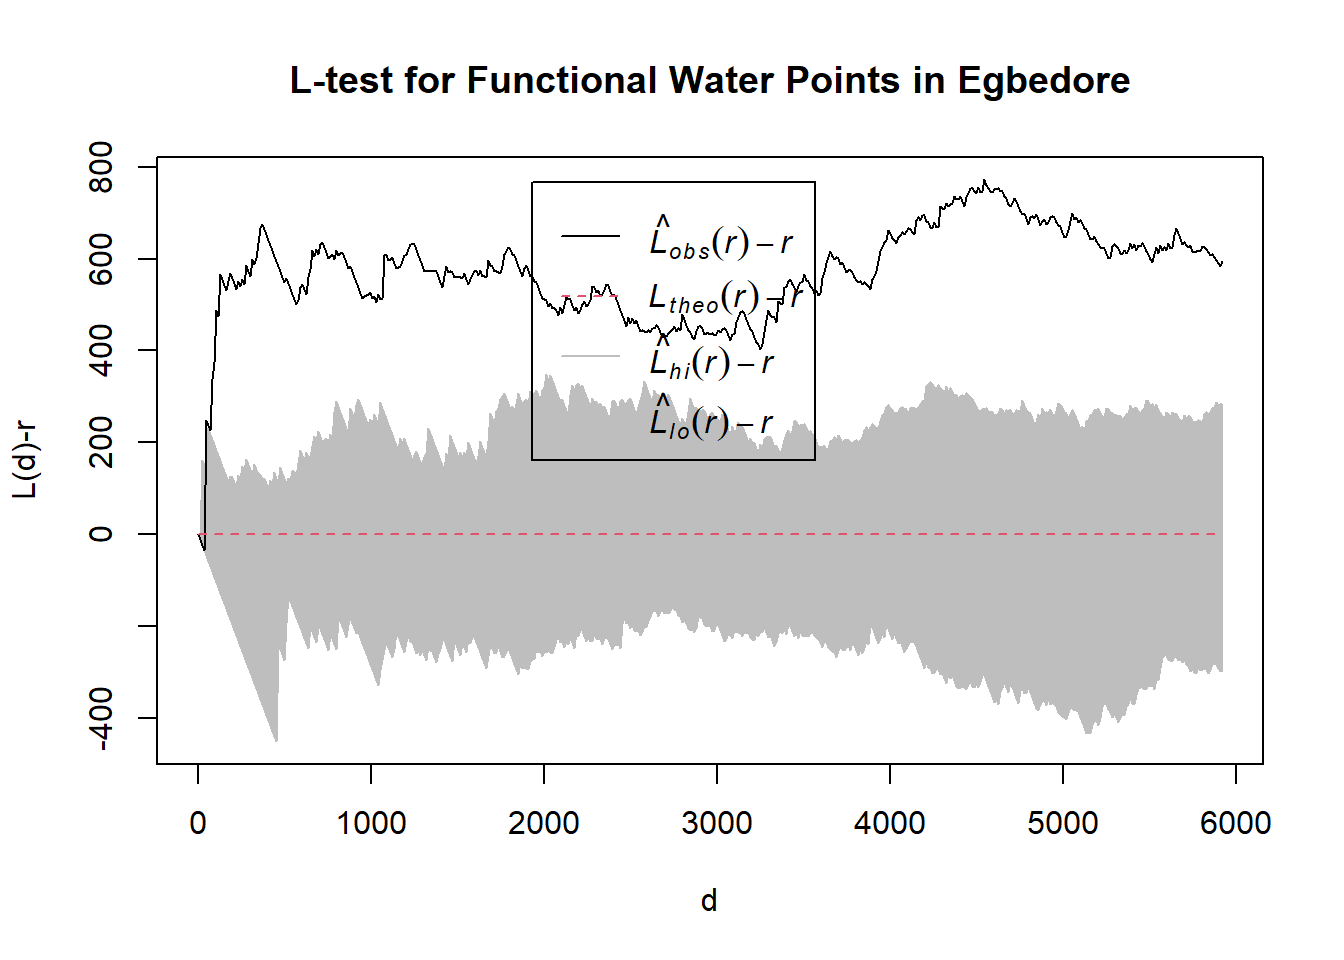 L-test for Functional Water Points in Egbedore
L(d)-r
800
600
400
200
0
-400
L̂obs(r) − r
Ltheo(r) − r
L̂hi(r) − r
L̂lo(r) − r
0 1000 2000 3000 4000 5000 6000
d